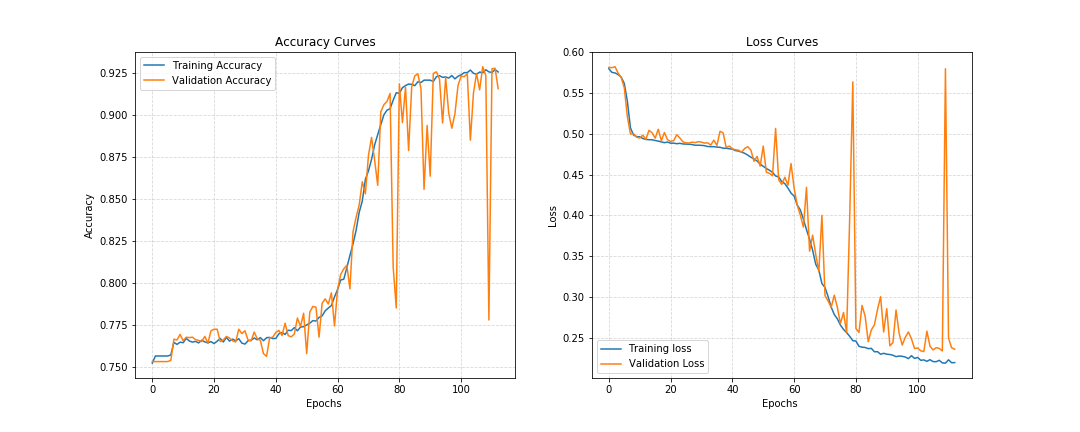 Accuracy Curves
Training Accuracy
Validation Accuracy
0.925
0.900
0.875
0.850
0.825
0.800
0.775
0.750
Accuracy
0 20 40 60 80 100
Epochs
Loss Curves
0.60
0.55
0.50
0.45
0.40
0.35
0.30
0.25
Loss
Training loss
Validation Loss
0 20 40 60 80 100
Epochs